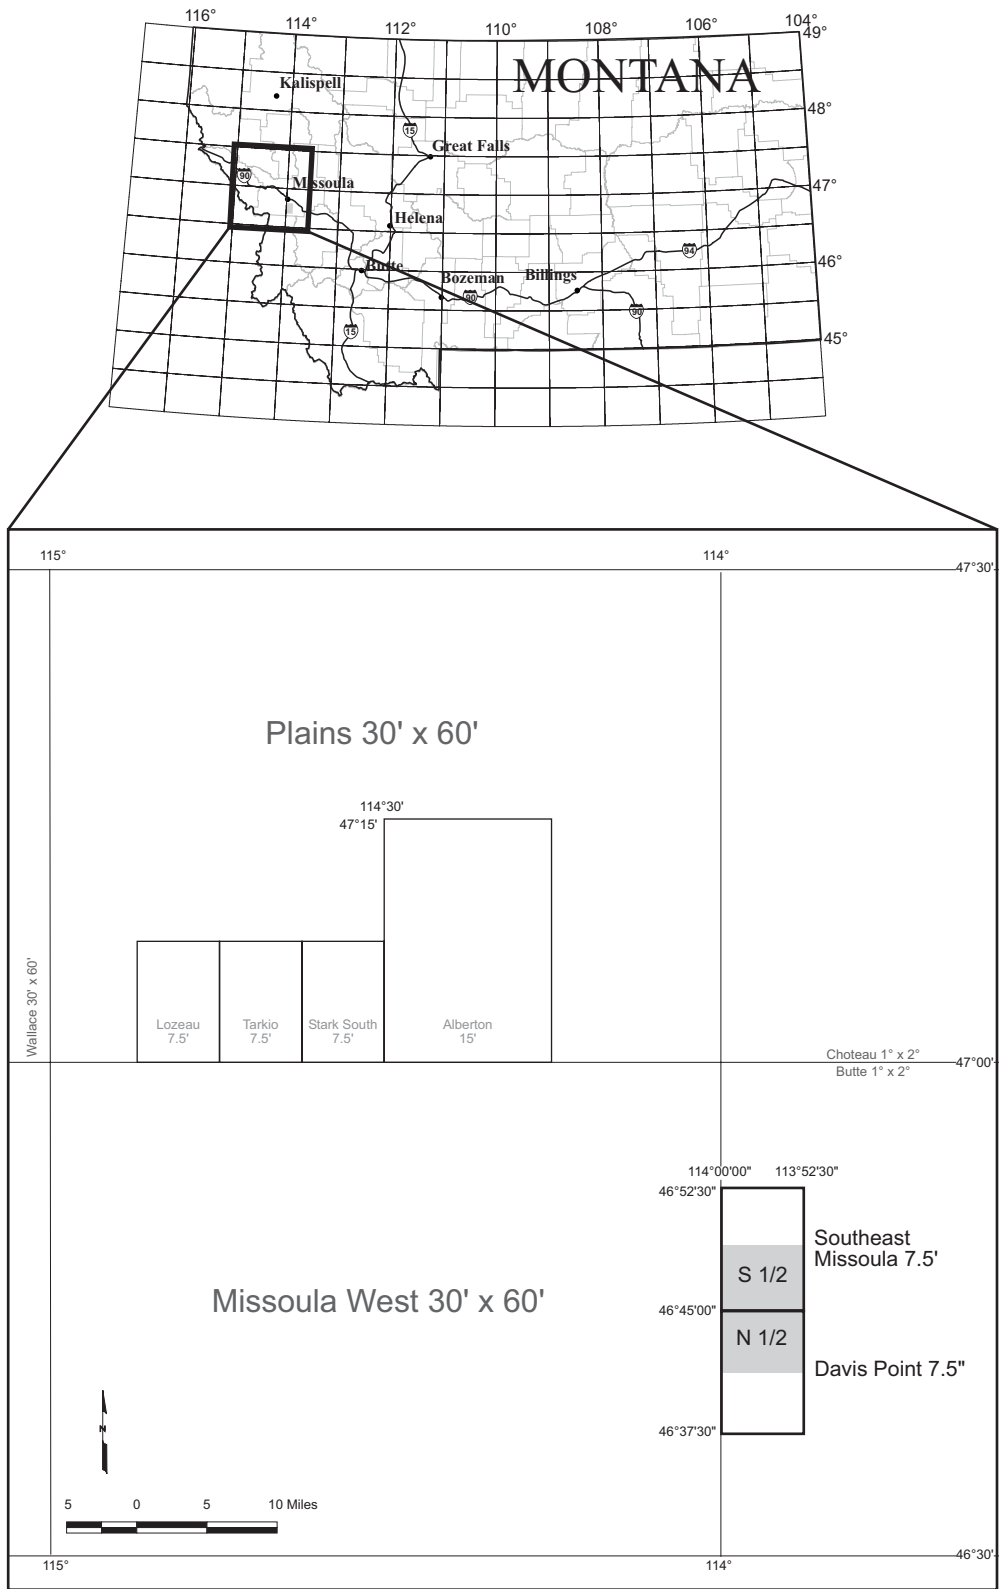 116°
114°
112°
110°
108°
106°
104°
49°
MONTANA
Kalispell
48°
15
Great Falls
90
Missoula
47°
Helena
94
46°
Butte
Bozeman
Billings
90
90
15
45°
115°
114°
47°30'
Plains 30' x 60'
114°30'
47°15'
Wallace 30' x 60'
Lozeau
7.5'
Tarkio
7.5'
Stark South
7.5'
Alberton
15'
Choteau 1° x 2°
47°00'
Butte 1° x 2°
114°00'00"
113°52'30"
46°52'30"
Southeast
Missoula 7.5'
S 1/2
Missoula West 30' x 60'
46°45'00"
N 1/2
Davis Point 7.5"
46°37'30"
N
5 0 5 10 Miles
46°30'
115°
114°